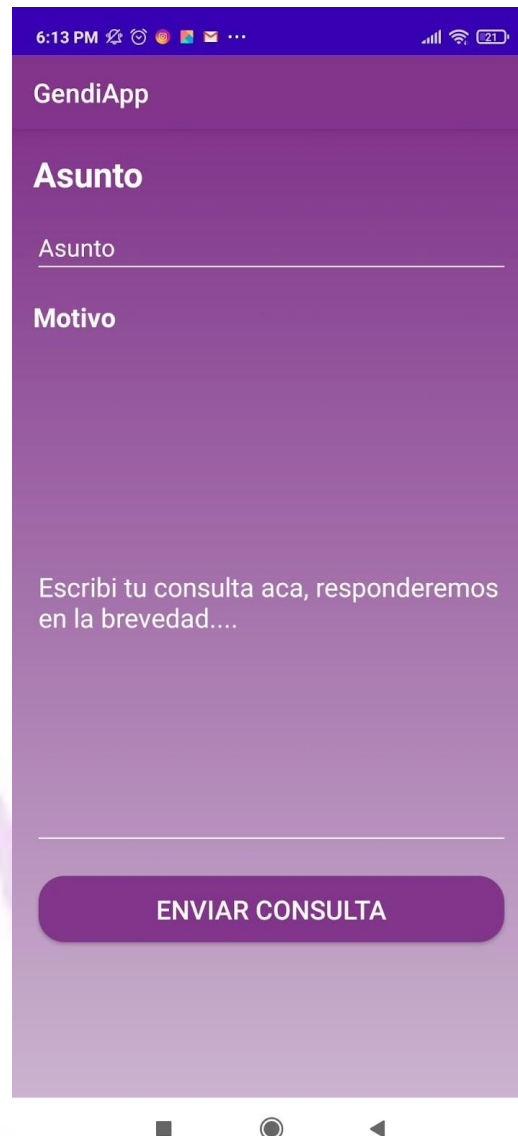 6:13 PM ... 21
GendiApp
Asunto
Asunto
Motivo
Escribi tu consulta aca, responderemos
en la brevedad....
ENVIAR CONSULTA